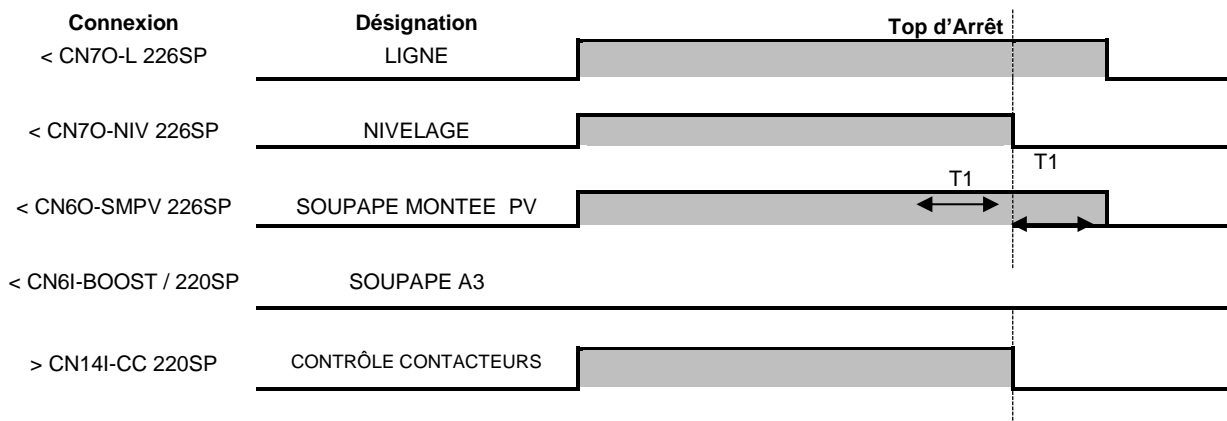 Connexion Désignation Top d'Arrêt
< CN7O-L 226SP LIGNE
< CN7O-NIV 226SP NIVELAGE
T1
T1
< CN6O-SMPV 226SP SOUPAPE MONTEE PV
< CN6I-BOOST / 220SP SOUPAPE A3
> CN14I-CC 220SP CONTRÔLE CONTACTEURS